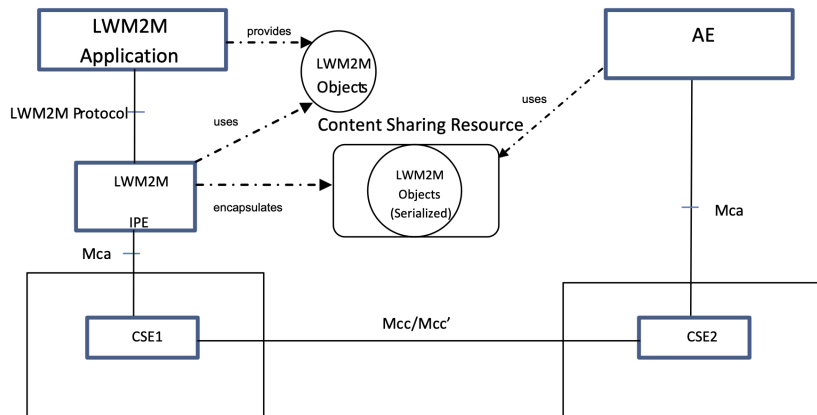 LWM2M
Application
provides
AE
LWM2M
Objects
LWM2M Protocol
uses
uses
Content Sharing Resource
LWM2M
IPE
encapsulates
LWM2M
Objects
(Serialized)
Mca
Mca
CSE1
Mcc/Mcc’
CSE2